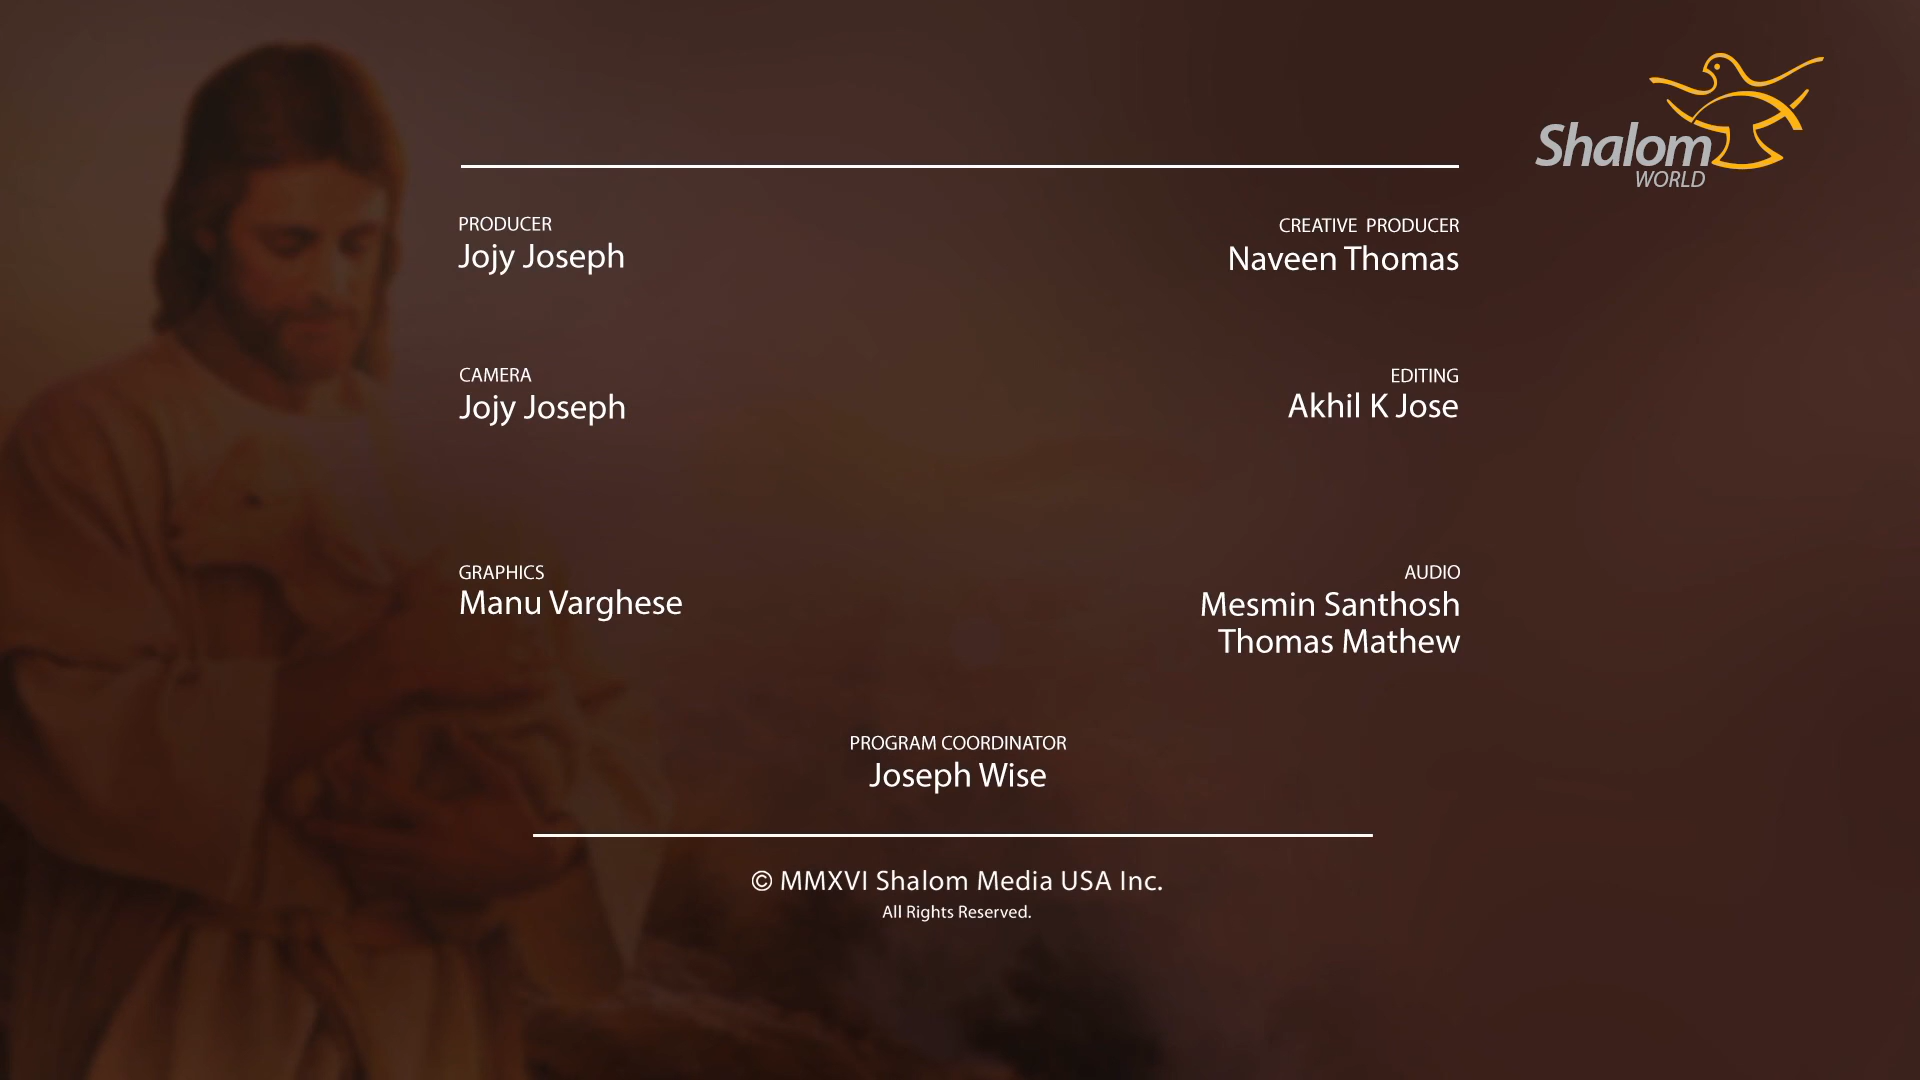 Shalom
WORLD
PRODUCER
Jojy Joseph
CREATIVE PRODUCER
Naveen Thomas
CAMERA
Jojy Joseph
EDITING
Akhil K Jose
GRAPHICS
Manu Varghese
AUDIO
Mesmin Santhosh
Thomas Mathew
PROGRAM COORDINATOR
Joseph Wise
© MMXVI Shalom Media USA Inc.
All Rights Reserved.